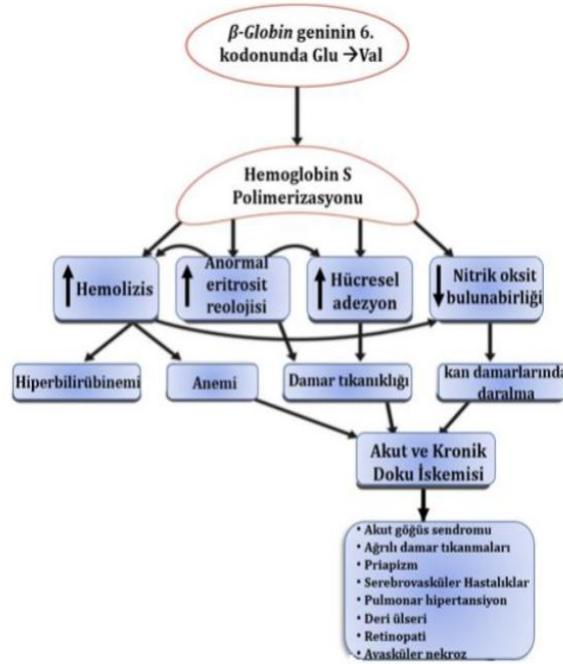 β-Globin geninin 6.
kodonunda Glu →Val
Hemoglobin S
Polimerizasyonu
Hemolizis
Anormal
eritrosit
reolojisi
Hücresel
adezyon
Nitrik oksit
bulunabirliği
Hiperbilirübinemi
Anemi
Damar tıkanıklığı
kan damarlarında
daralma
Akut ve Kronik
Doku İskemisi
• Akut göğüs sendromu
• Ağrılı damar tıkanmaları
• Priapizm
• Serebrovasküler Hastalıklar
• Pulmonar hipertansiyon
• Deri ülseri
• Retinopati
• Avasküler nekroz